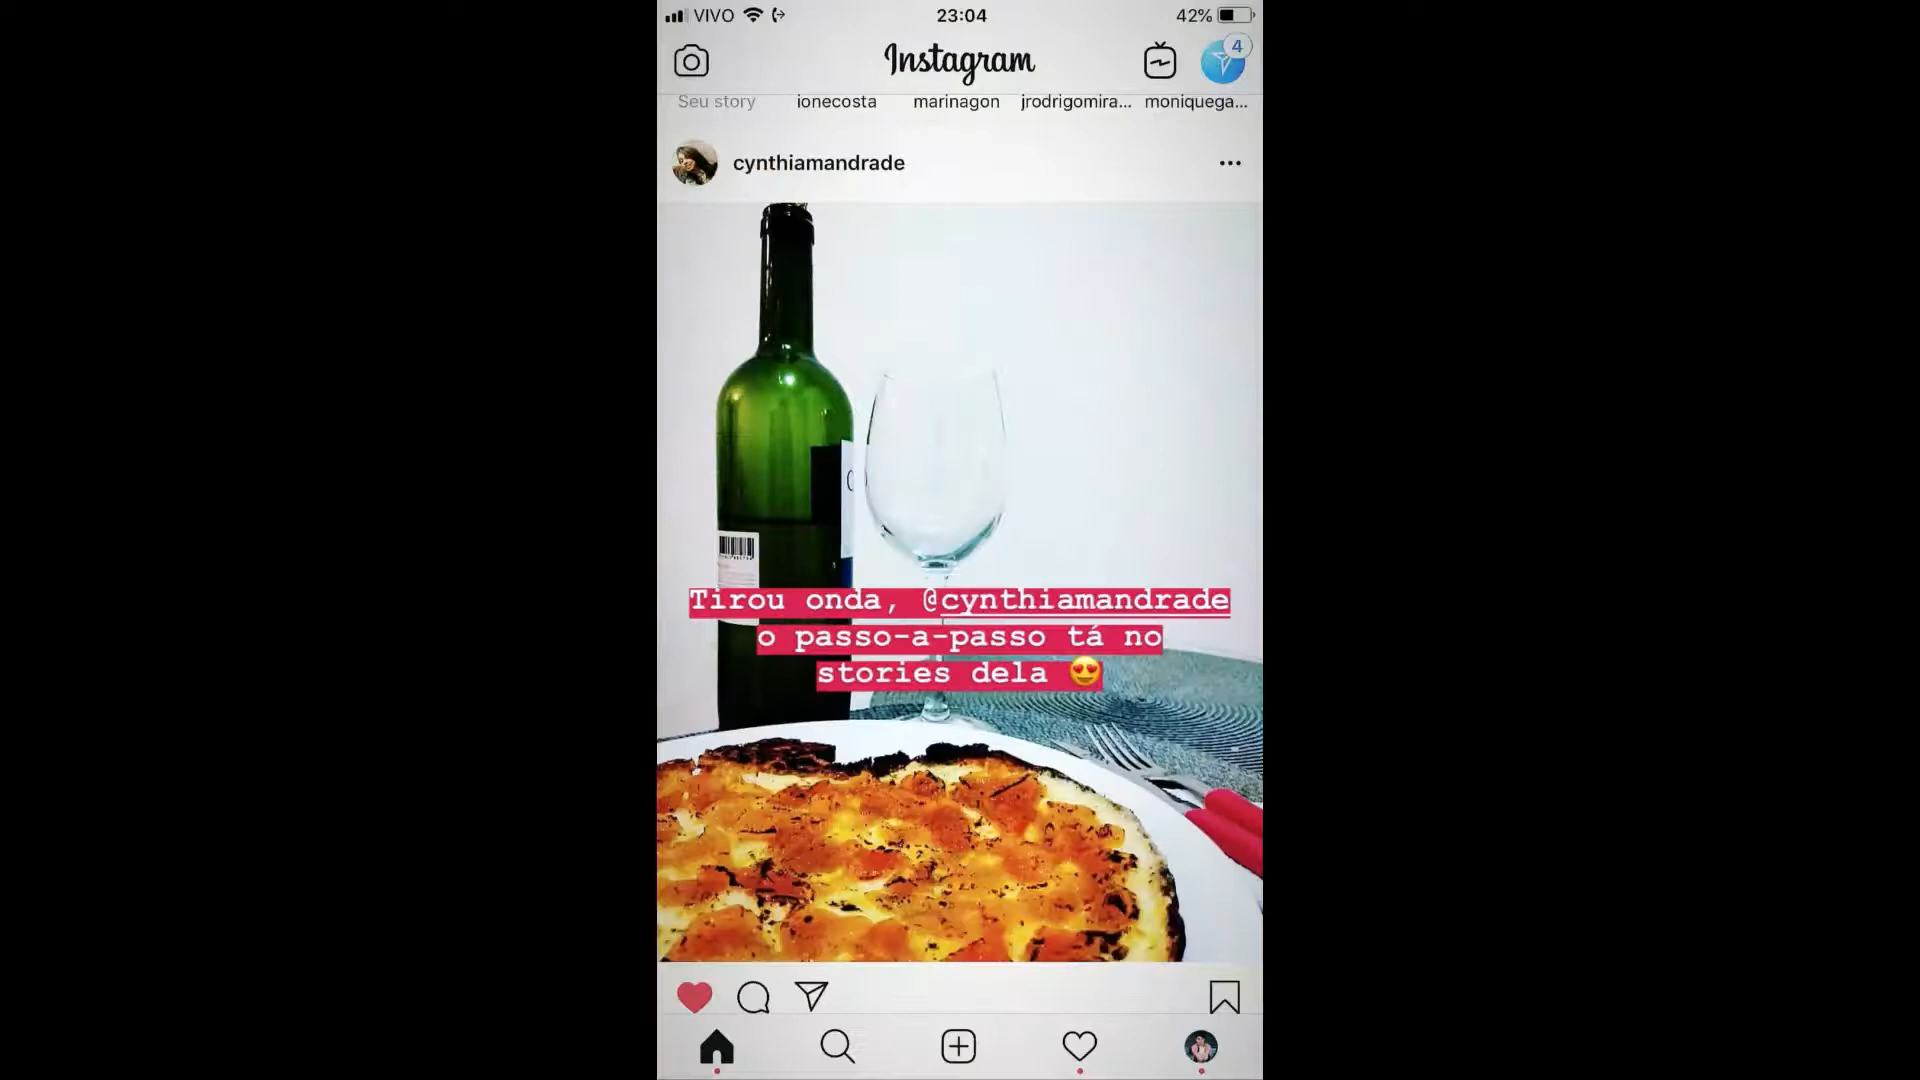 VIVO 23:04 42%
Instagram 4
Seu story ionecosta marinagon jrodrigomira... moniquega...
cynthiamandrade
Tirou onda, @cynthiamandrade
o passo-a-passo tá no
stories dela 😍